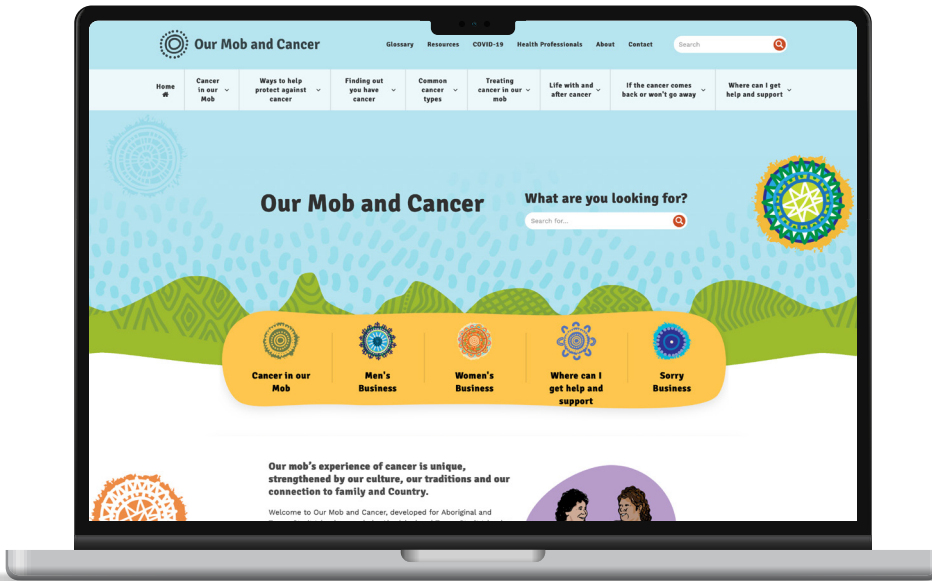 Our Mob and Cancer
Glossary Resources COVID-19 Health Professionals About Contact
Search
Home
Cancer
in our
Mob
Ways to help
protect against
cancer
Finding out
you have
cancer
Common
cancer
types
Treating
cancer in our
mob
Life with and
after cancer
If the cancer comes
back or won't go away
Where can I get
help and support
Our Mob and Cancer
What are you looking for?
Search for...
Cancer in our
Mob
Men's
Business
Women's
Business
Where can I
get help and
support
Sorry
Business
Our mob's experience of cancer is unique,
strengthened by our culture, our traditions and our
connection to family and Country.
Welcome to Our Mob and Cancer, developed for Aboriginal and